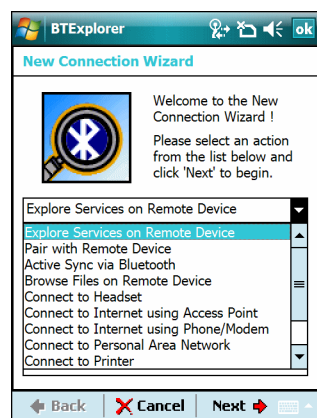 BTExplorer
ok
New Connection Wizard
Welcome to the New
Connection Wizard !
Please select an action
from the list below and
click 'Next' to begin.
Explore Services on Remote Device
Explore Services on Remote Device
Pair with Remote Device
Active Sync via Bluetooth
Browse Files on Remote Device
Connect to Headset
Connect to Internet using Access Point
Connect to Internet using Phone/Modem
Connect to Personal Area Network
Connect to Printer
Back Cancel Next